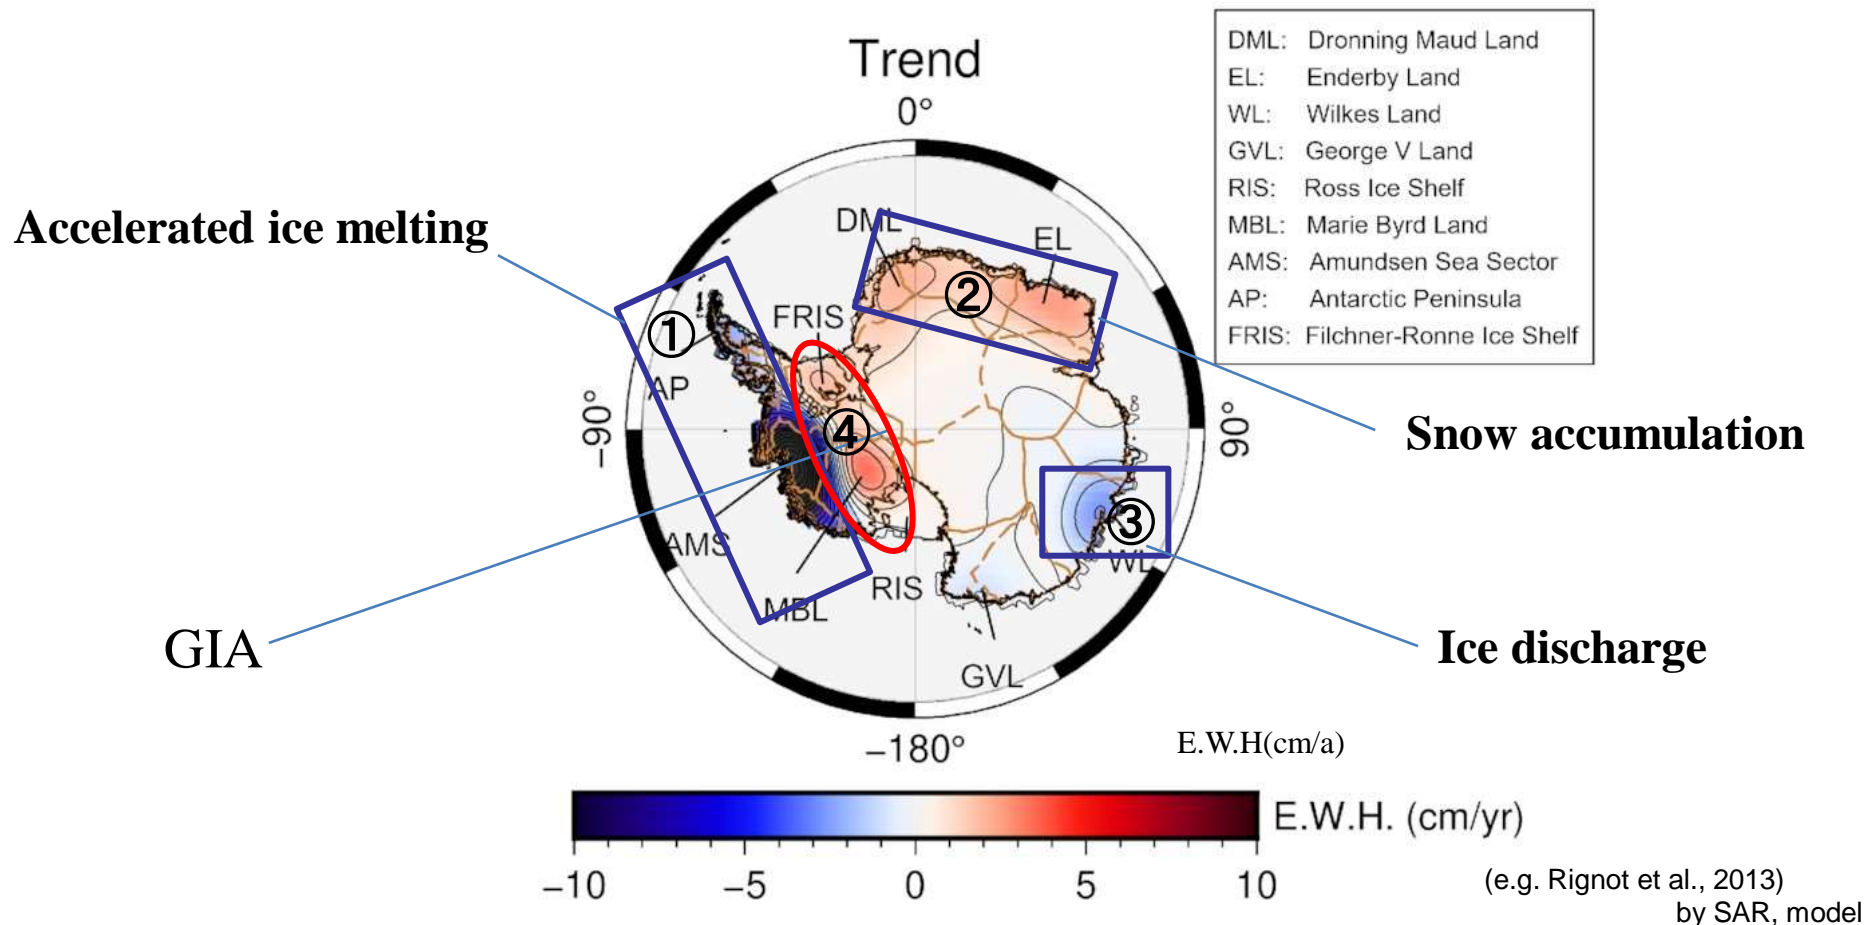 Trend
0°
DML: Dronning Maud Land
EL: Enderby Land
WL: Wilkes Land
GVL: George V Land
RIS: Ross Ice Shelf
MBL: Marie Byrd Land
AMS: Amundsen Sea Sector
AP: Antarctic Peninsula
FRIS: Filchner-Ronne Ice Shelf
Accelerated ice melting
DML
EL
②
FRIS
①
AP
−90°
④
90°
Snow accumulation
③
WL
AMS
RIS
MBL
GIA
GVL
Ice discharge
−180°
E.W.H(cm/a)
E.W.H. (cm/yr)
−10 −5 0 5 10
(e.g. Rignot et al., 2013)
by SAR, model